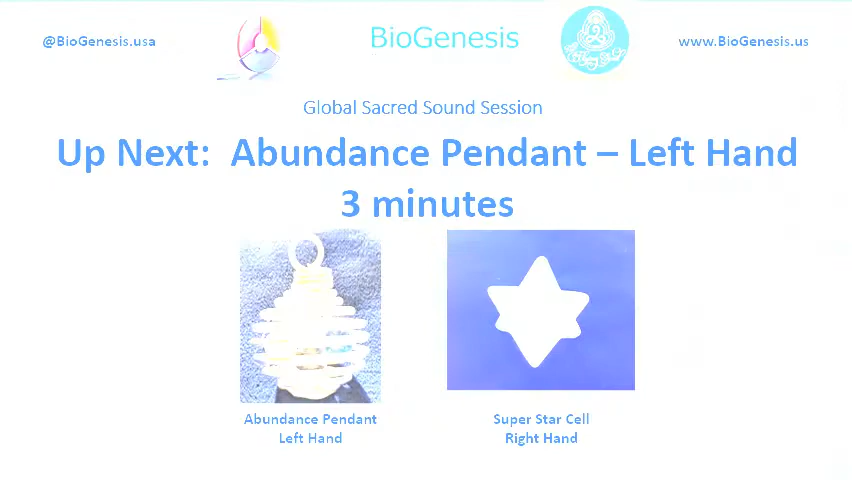 @BioGenesis.usa
BioGenesis
www.BioGenesis.us
Global Sacred Sound Session
Up Next:  Abundance Pendant – Left Hand
3 minutes
Abundance Pendant
Left Hand
Super Star Cell
Right Hand